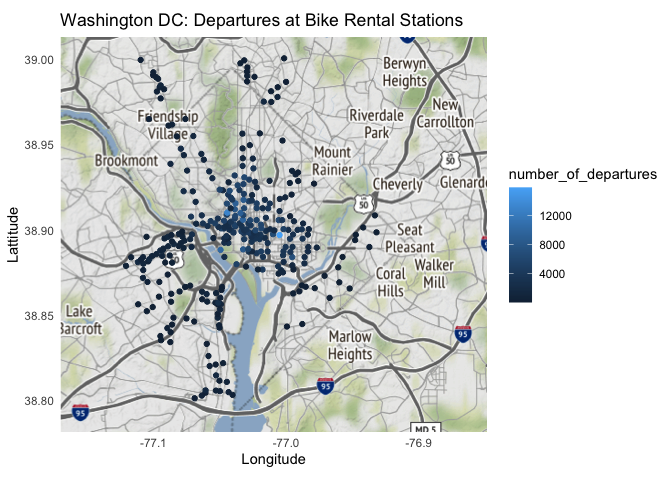 Washington DC: Departures at Bike Rental Stations
39.00
38.95
38.90
38.85
38.80
Lattitude
-77.1
-77.0
-76.9
Longitude
number_of_departures
12000
8000
4000
Berwyn
Heights
New
Carrollton
Riverdale
Park
Friendship
Village
Brookmont
Mount
Rainier
50
Cheverly
Glenard
50
Seat
Pleasant
Walker
Mill
Coral
Hills
Lake
Barcroft
Marlow
Heights
95
95
95
MD 5